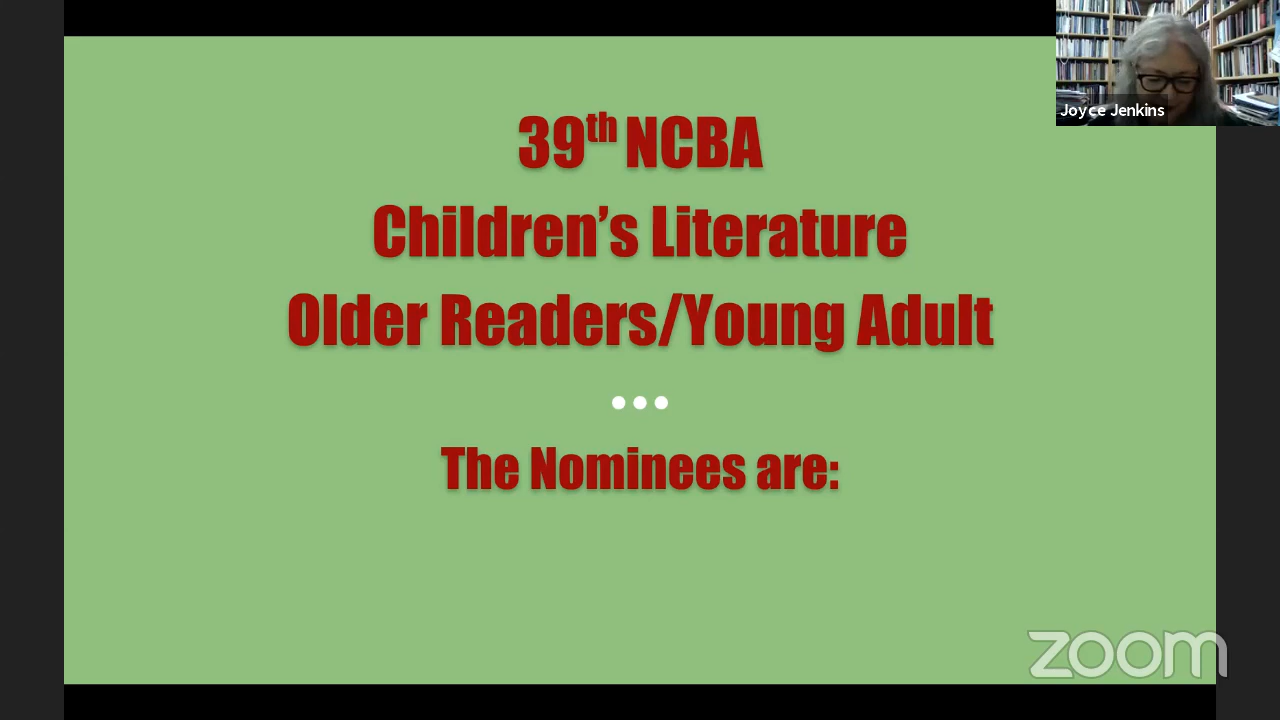 Joyce Jenkins
39th NCBA
Children’s Literature
Older Readers/Young Adult
The Nominees are:
zoom